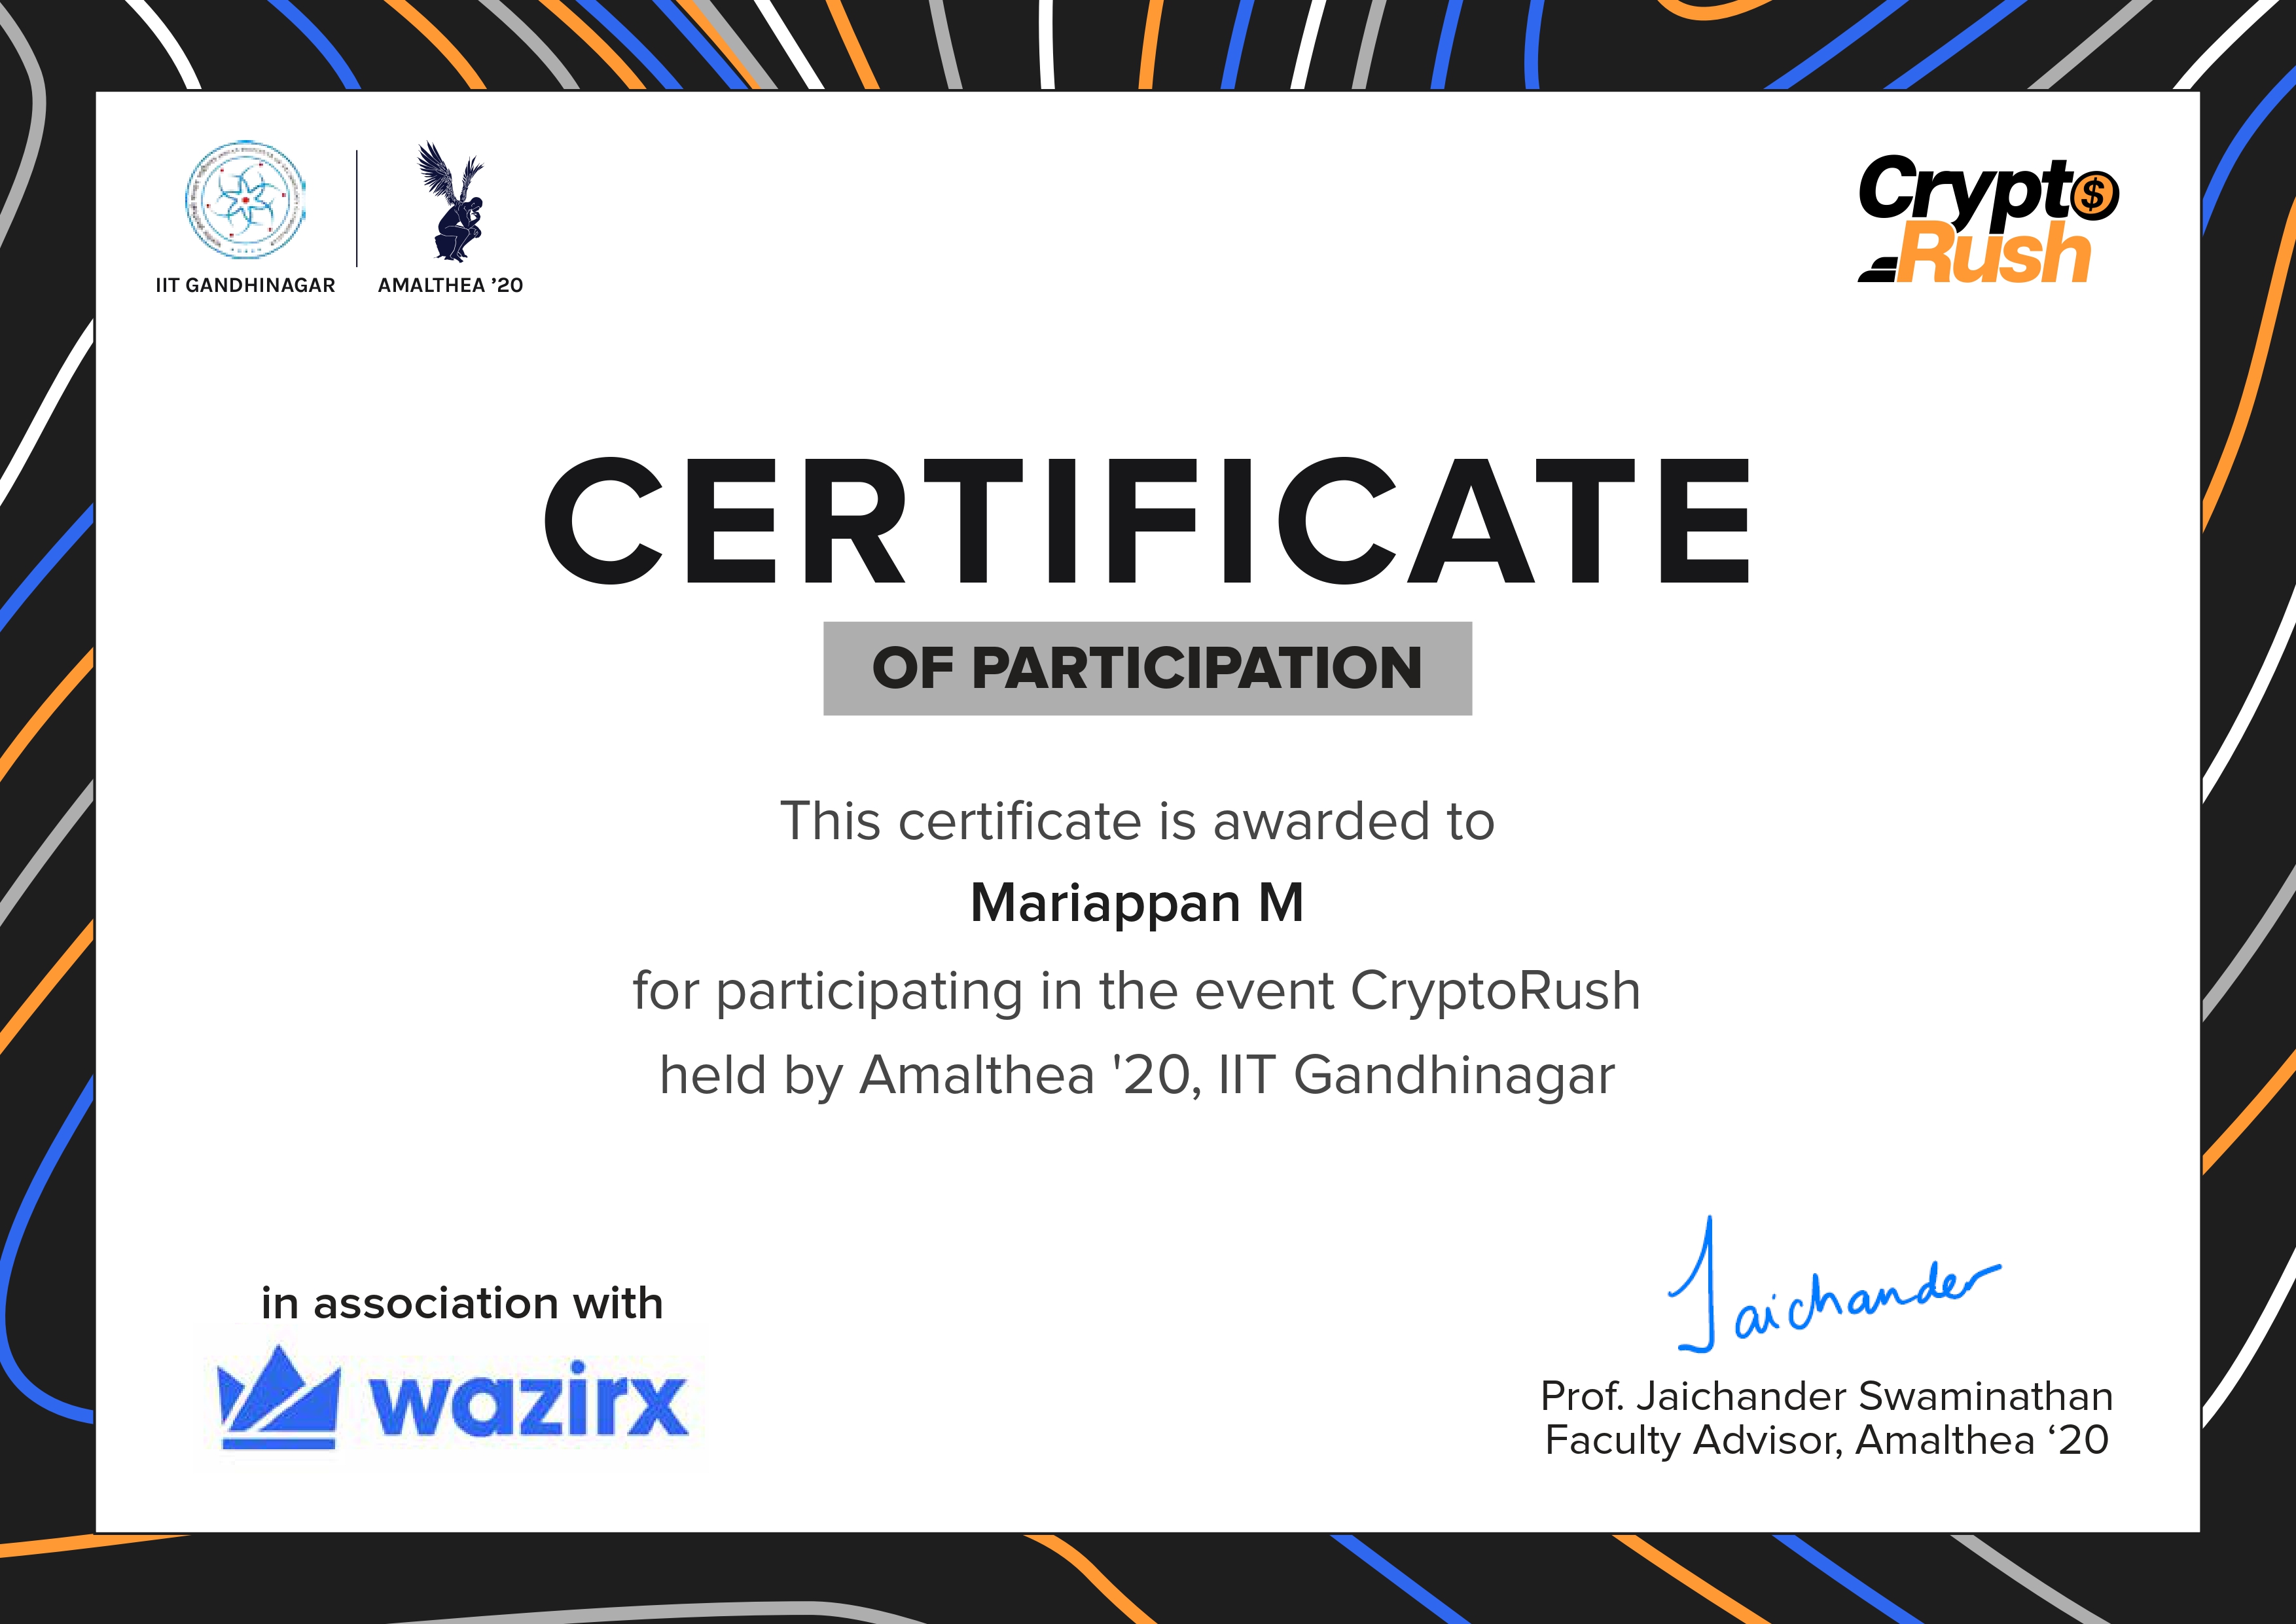 IIT GANDHINAGAR
AMALTHEA ’20
Crypto
Rush
CERTIFICATE
OF PARTICIPATION
This certificate is awarded to
Mariappan M
for participating in the event CryptoRush
held by Amalthea '20, IIT Gandhinagar
in association with
wazirx
Jaichander
Prof. Jaichander Swaminathan
Faculty Advisor, Amalthea ‘20